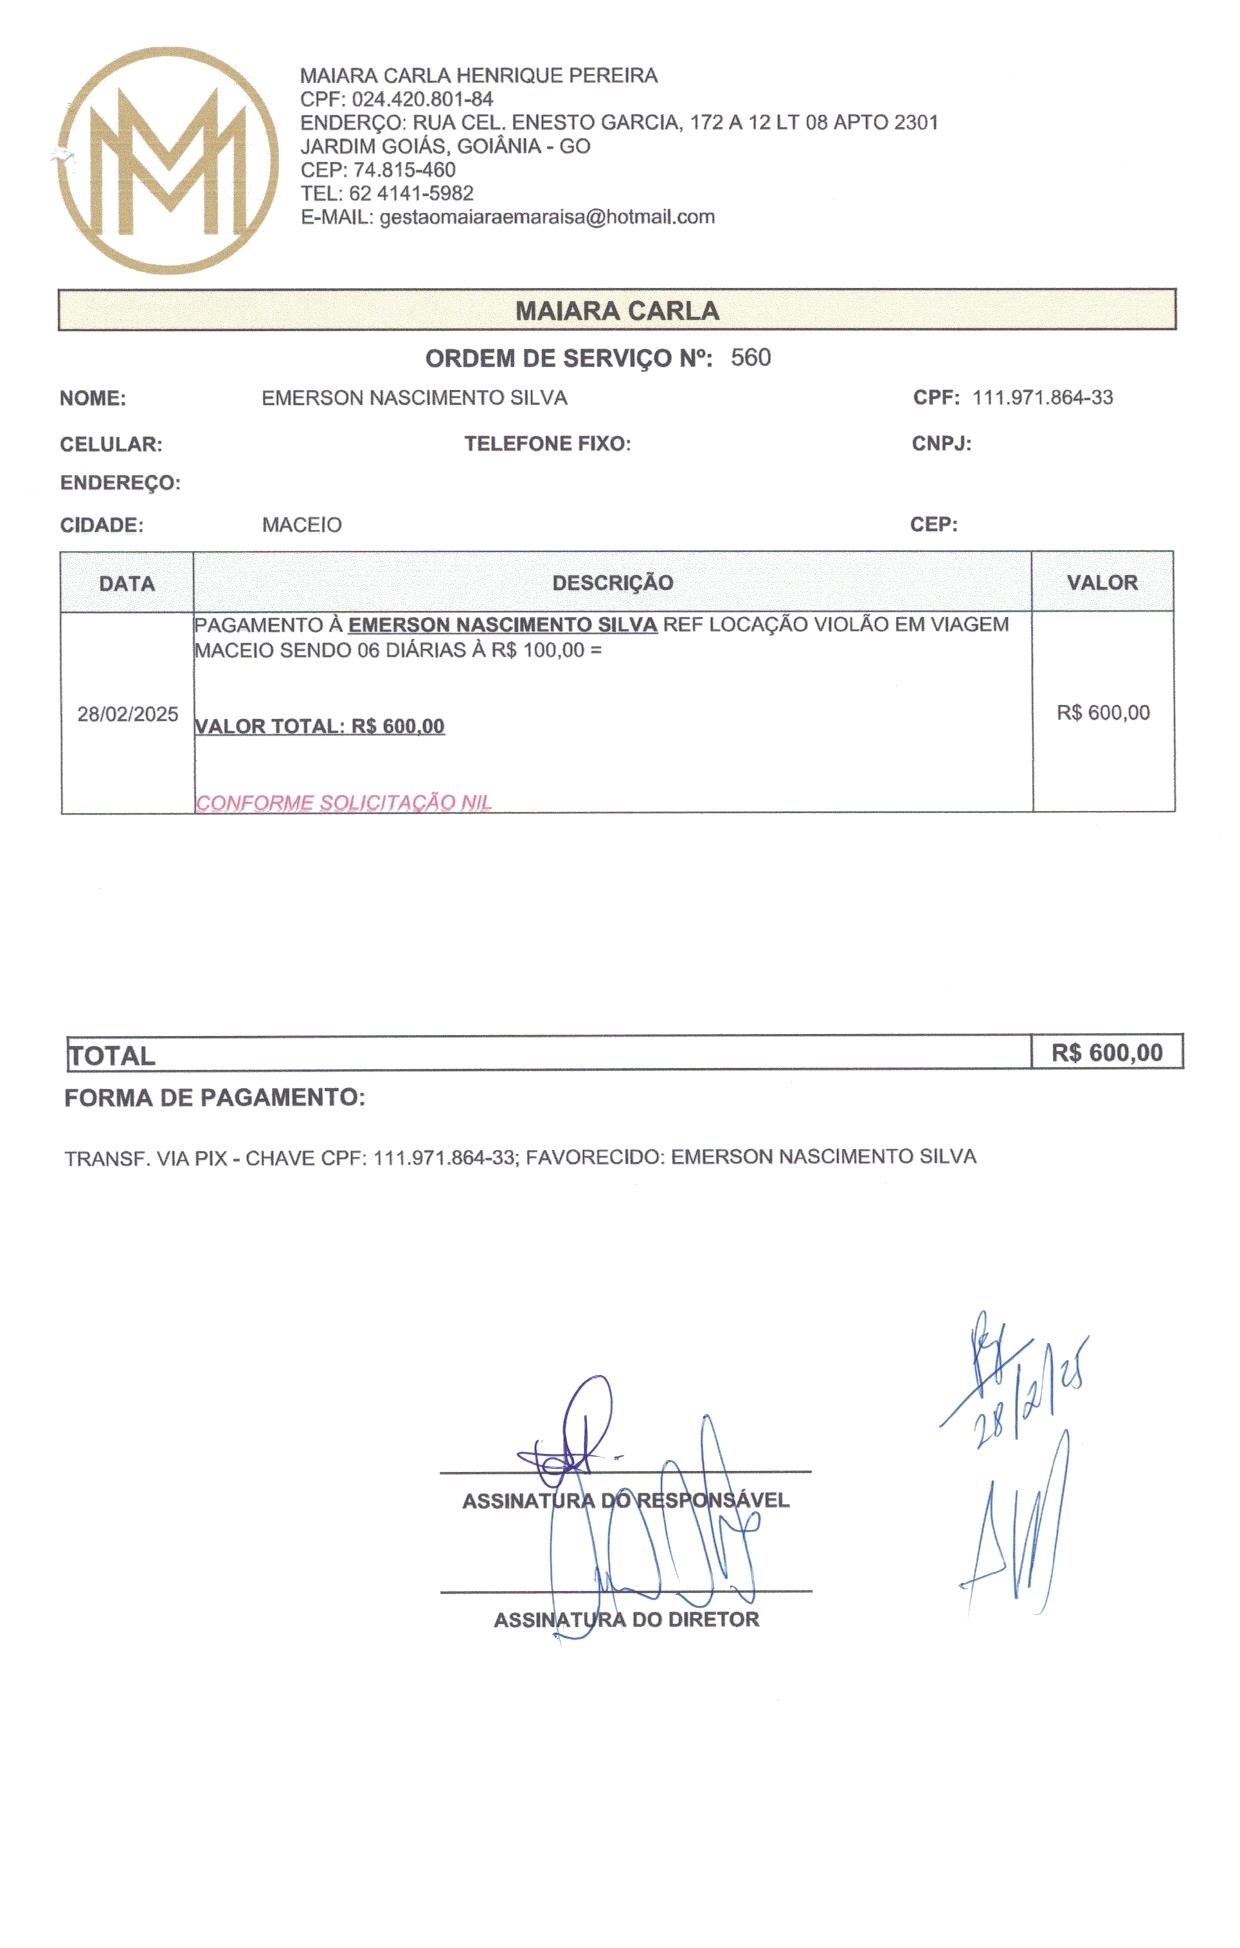 MAIARA CARLA HENRIQUE PEREIRA
CPF: 024.420.801-84
ENDERÇO: RUA CEL. ENESTO GARCIA, 172 A 12 LT 08 APTO 2301
JARDIM GOIÁS, GOIÂNIA - GO
CEP: 74.815-460
TEL: 62 4141-5982
E-MAIL: gestaomaiaraemaraisa@hotmail.com
MAIARA CARLA
ORDEM DE SERVIÇO Nº: 560
NOME: EMERSON NASCIMENTO SILVA CPF: 111.971.864-33
CELULAR: TELEFONE FIXO: CNPJ:
ENDEREÇO:
CIDADE: MACEIO CEP:
DATA DESCRIÇÃO VALOR
PAGAMENTO À EMERSON NASCIMENTO SILVA REF LOCAÇÃO VIOLÃO EM VIAGEM
MACEIO SENDO 06 DIÁRIAS À R$ 100,00 =
28/02/2025 VALOR TOTAL: R$ 600,00 R$ 600,00
CONFORME SOLICITAÇÃO NIL
TOTAL R$ 600,00
FORMA DE PAGAMENTO:
TRANSF. VIA PIX - CHAVE CPF: 111.971.864-33; FAVORECIDO: EMERSON NASCIMENTO SILVA
28/2/25
ASSINATURA DO RESPONSÁVEL
ASSINATURA DO DIRETOR